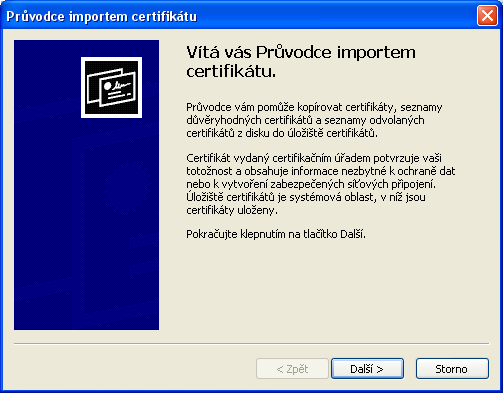 Průvodce importem certifikátu
Vítá vás Průvodce importem
certifikátu.
Průvodce vám pomůže kopírovat certifikáty, seznamy
důvěryhodných certifikátů a seznamy odvolaných
certifikátů z disku do úložiště certifikátů.
Certifikát vydaný certifikačním úřadem potvrzuje vaši
totožnost a obsahuje informace nezbytné k ochraně dat
nebo k vytvoření zabezpečených síťových připojení.
Úložiště certifikátů je systémová oblast, v níž jsou
certifikáty uloženy.
Pokračujte klepnutím na tlačítko Další.
< Zpět
Další >
Storno